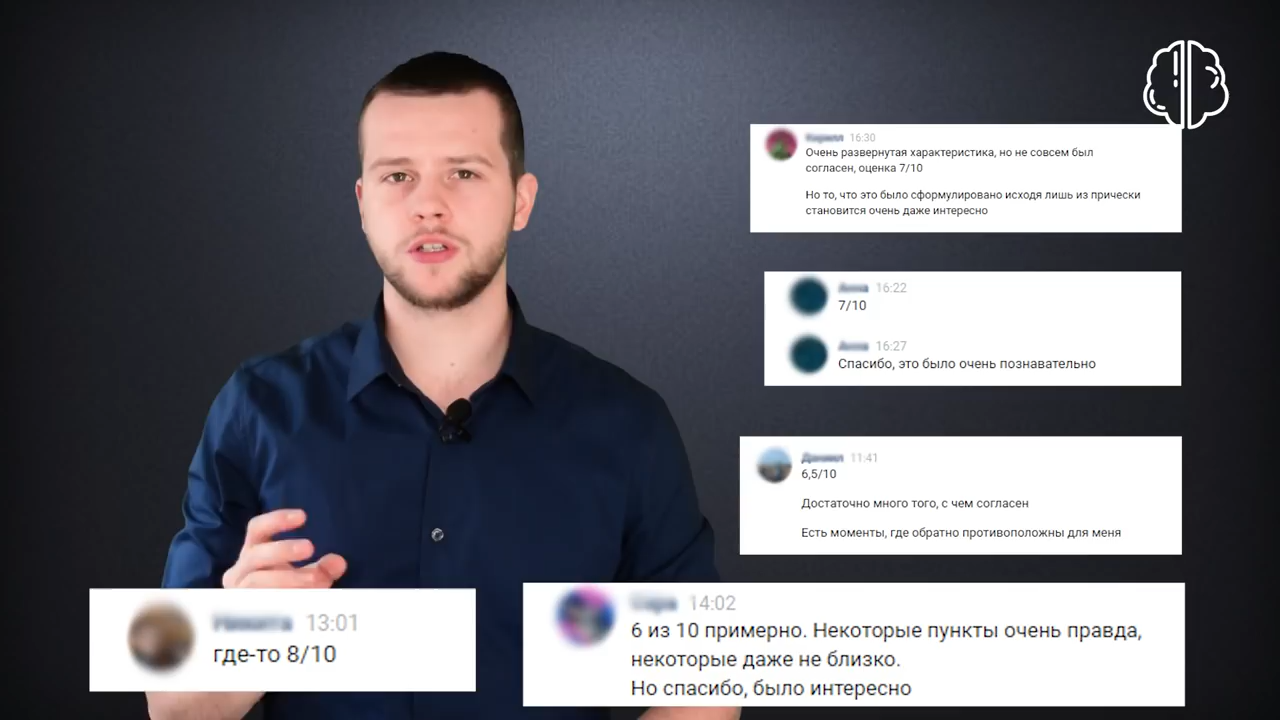 16:30
Очень развернутая характеристика, но не совсем был
согласен, оценка 7/10
Но то, что это было сформулировано исходя лишь из прически
становится очень даже интересно
16:22
7/10
16:27
Спасибо, это было очень познавательно
11:41
6,5/10
Достаточно много того, с чем согласен
Есть моменты, где обратно противоположны для меня
13:01
где-то 8/10
14:02
6 из 10 примерно. Некоторые пункты очень правда,
некоторые даже не близко.
Но спасибо, было интересно